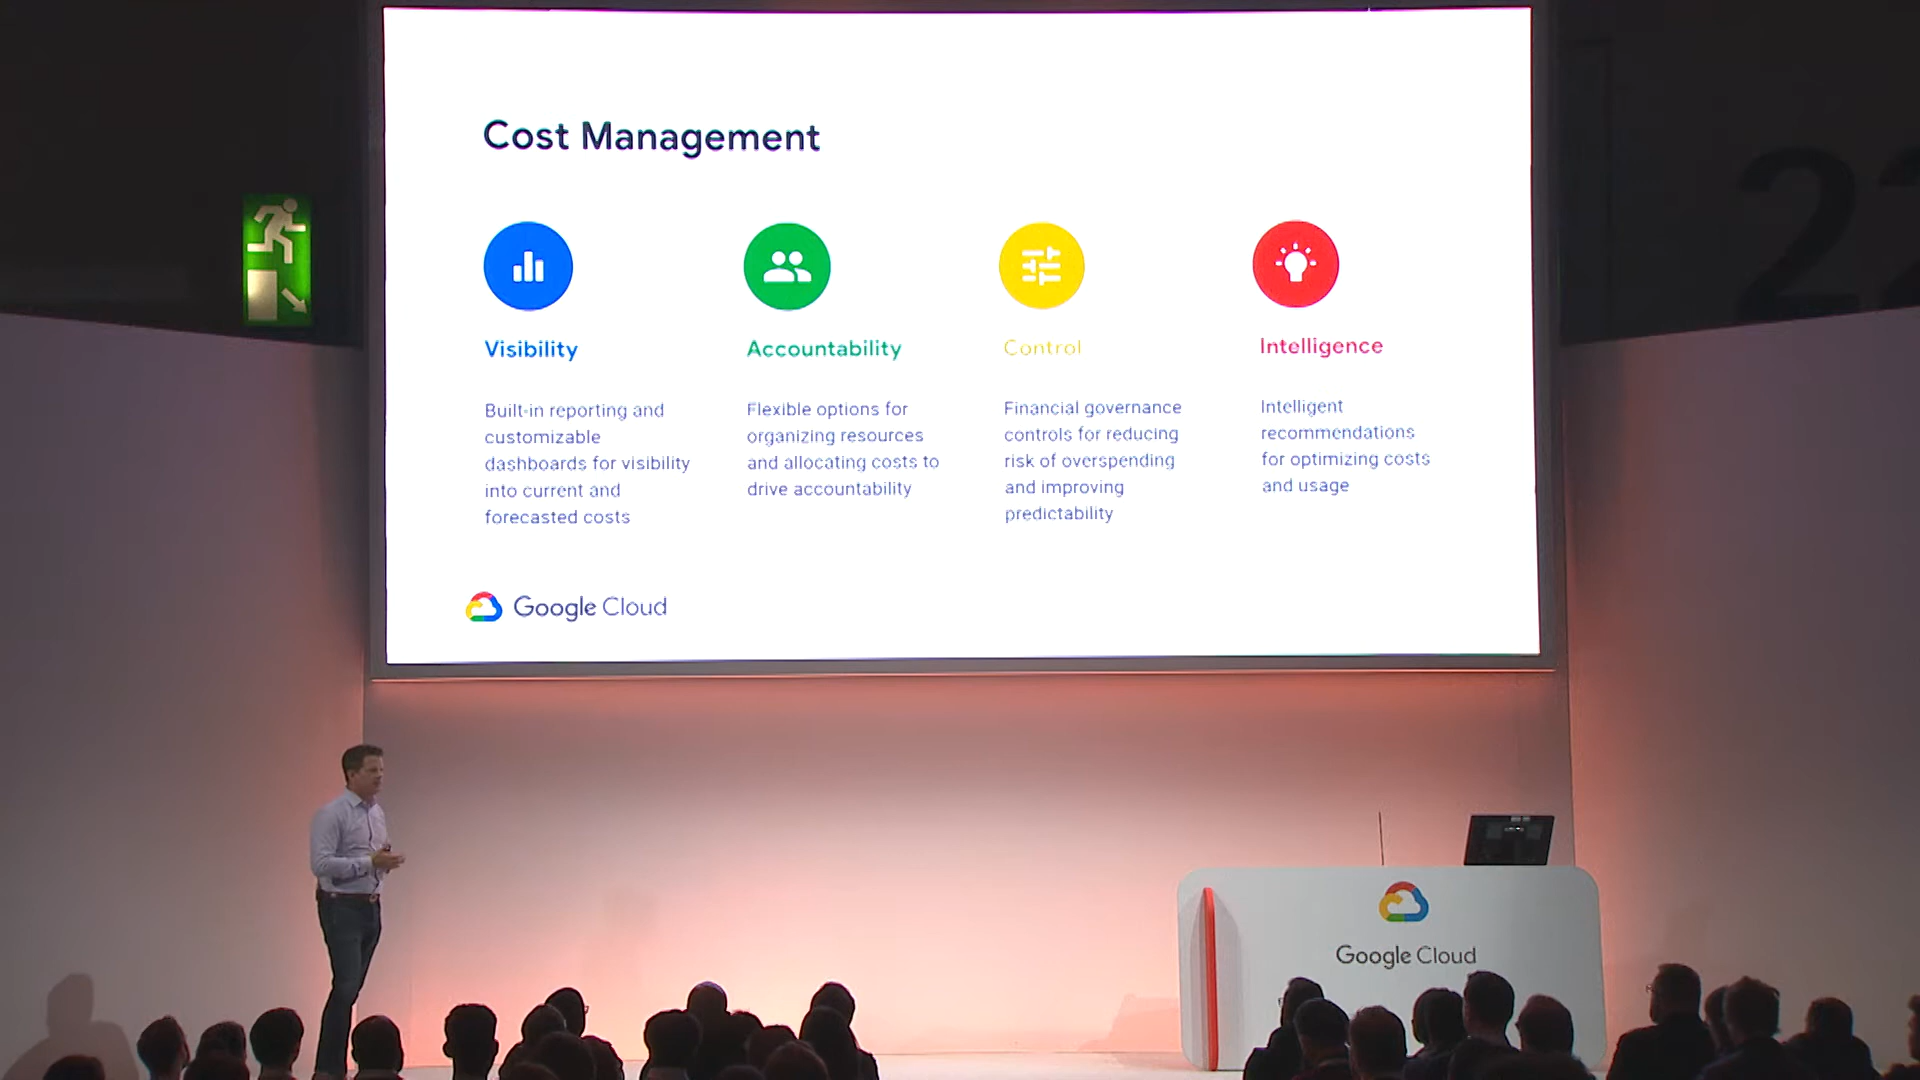 Cost Management
Visibility
Built-in reporting and
customizable
dashboards for visibility
into current and
forecasted costs
Accountability
Flexible options for
organizing resources
and allocating costs to
drive accountability
Control
Financial governance
controls for reducing
risk of overspending
and improving
predictability
Intelligence
Intelligent
recommendations
for optimizing costs
and usage
Google Cloud
Google Cloud